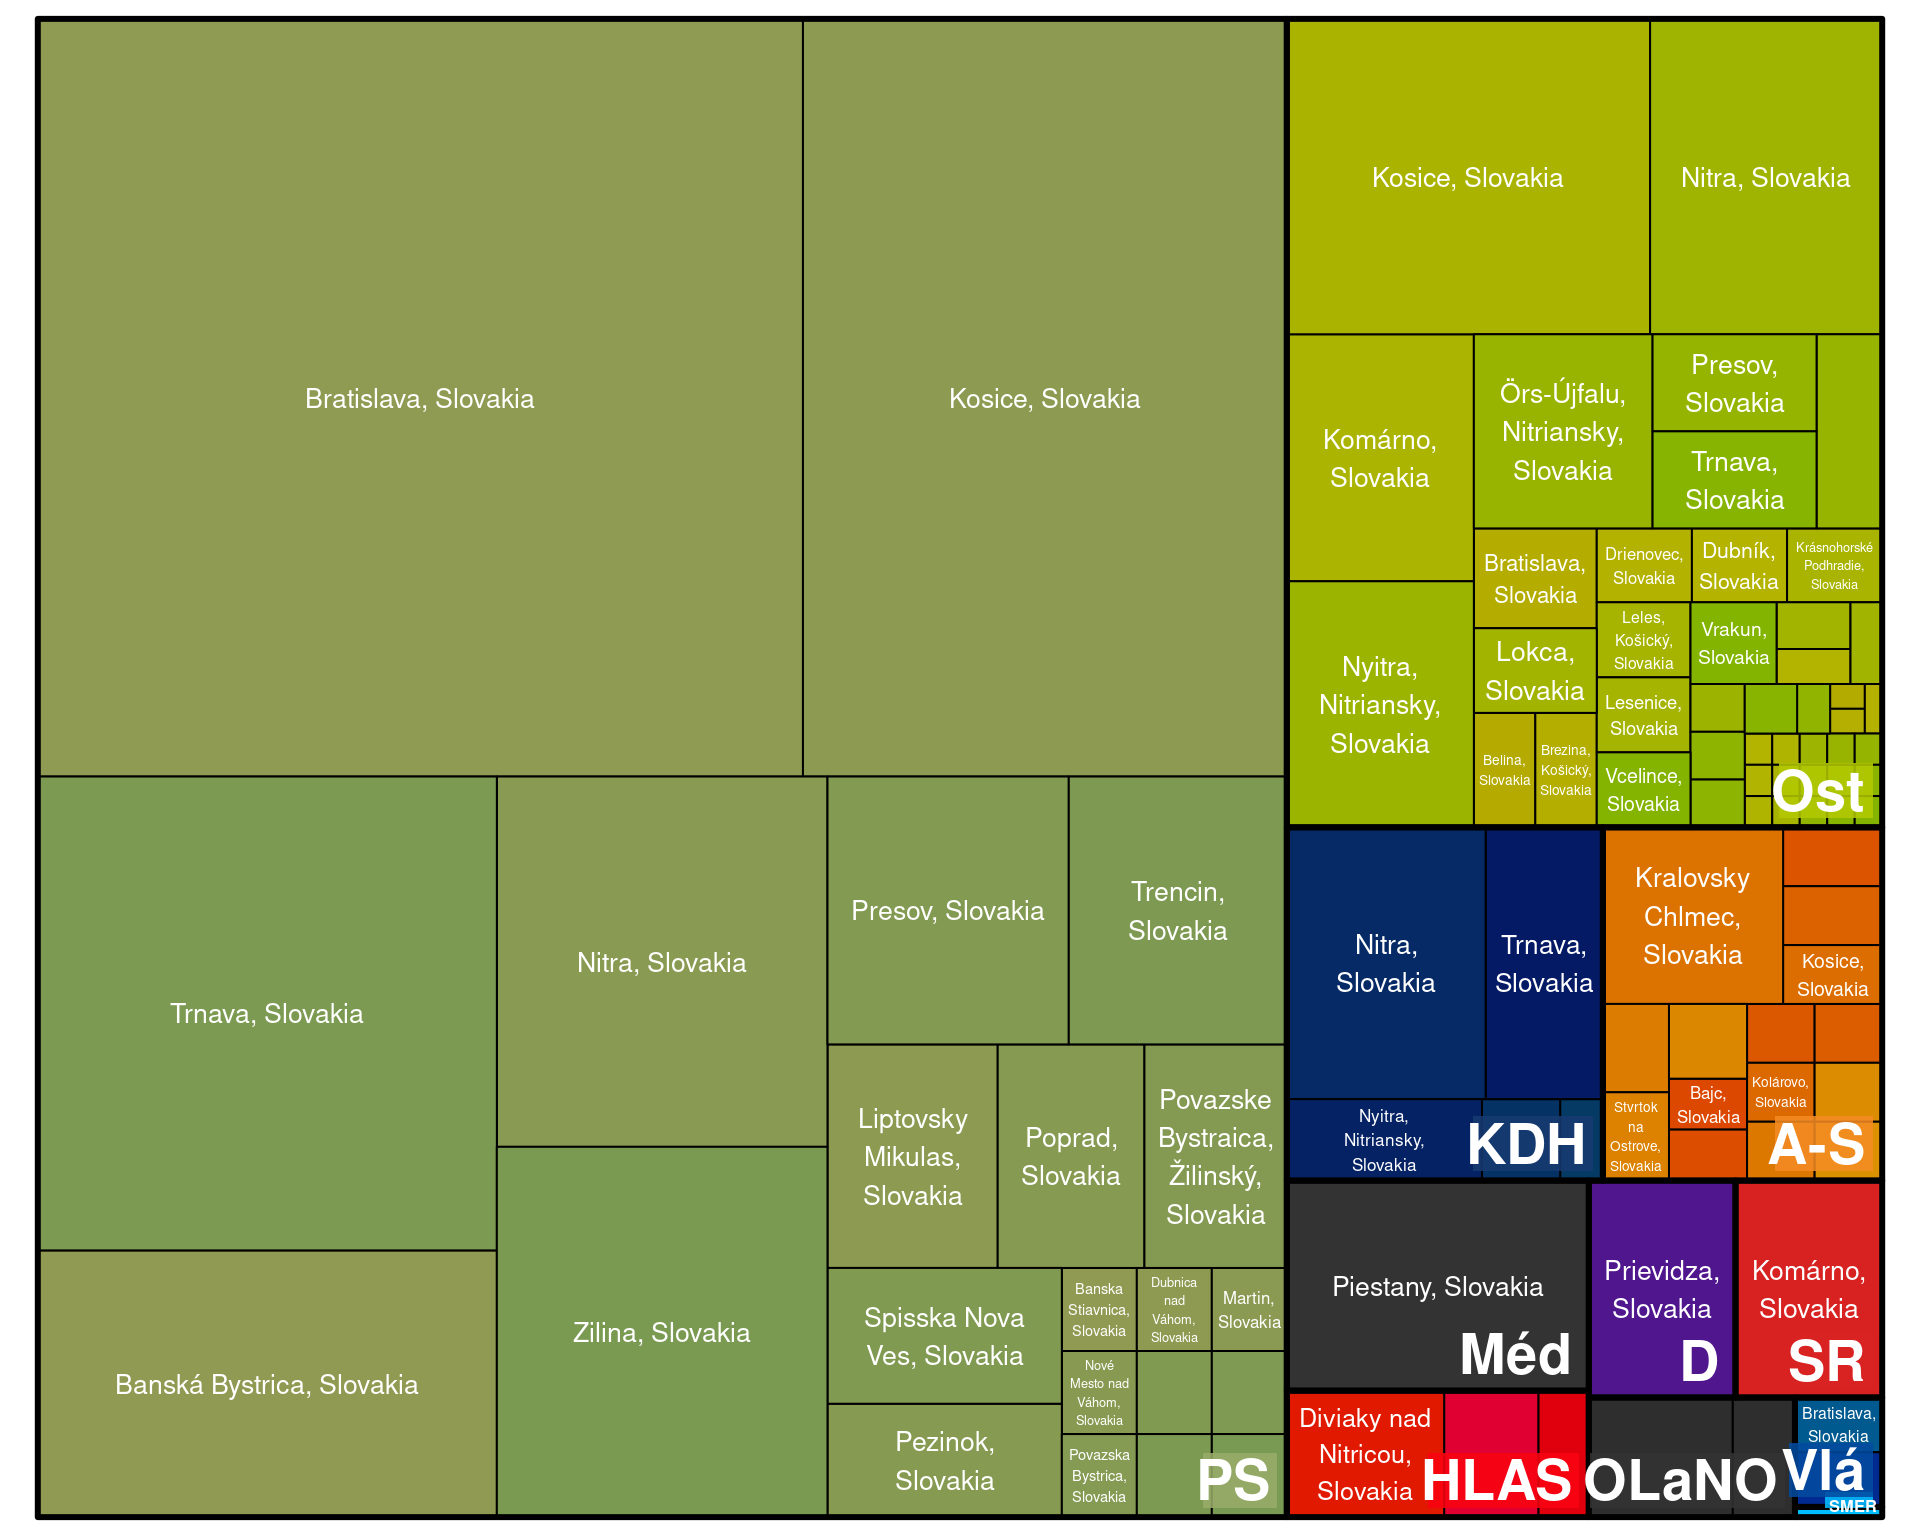 Bratislava, Slovakia
Kosice, Slovakia
Trnava, Slovakia
Banská Bystrica, Slovakia
Nitra, Slovakia
Zilina, Slovakia
Presov, Slovakia
Trencin,
Slovakia
Liptovsky
Mikulas,
Slovakia
Poprad,
Slovakia
Povazske
Bystraica,
Žilinský,
Slovakia
Spisska Nova
Ves, Slovakia
Pezinok,
Slovakia
Banska
Stiavnica,
Slovakia
Dubnica
nad
Váhom,
Slovakia
Martin,
Slovakia
Nové
Mesto nad
Váhom,
Slovakia
Povazska
Bystrica,
Slovakia
PS
Kosice, Slovakia
Nitra, Slovakia
Komárno,
Slovakia
Nyitra,
Nitriansky,
Slovakia
Örs-Újfalu,
Nitriansky,
Slovakia
Presov,
Slovakia
Trnava,
Slovakia
Bratislava,
Slovakia
Lokca,
Slovakia
Belina,
Slovakia
Brezina,
Košický,
Slovakia
Drienovec,
Slovakia
Dubník,
Slovakia
Krásnohorské
Podhradie,
Slovakia
Leles,
Košický,
Slovakia
Lesenice,
Slovakia
Vcelince,
Slovakia
Vrakun,
Slovakia
Ost
Nitra,
Slovakia
Trnava,
Slovakia
Nyitra,
Nitriansky,
Slovakia
KDH
Kralovsky
Chlmec,
Slovakia
Kosice,
Slovakia
Stvrtok
na
Ostrove,
Slovakia
Bajc,
Slovakia
Kolárovo,
Slovakia
A-S
Piestany, Slovakia
Méd
Prievidza,
Slovakia
D
Komárno,
Slovakia
SR
Diviaky nad
Nitricou,
Slovakia
HLAS
OLaNO
Bratislava,
Slovakia
Vlá
SMER